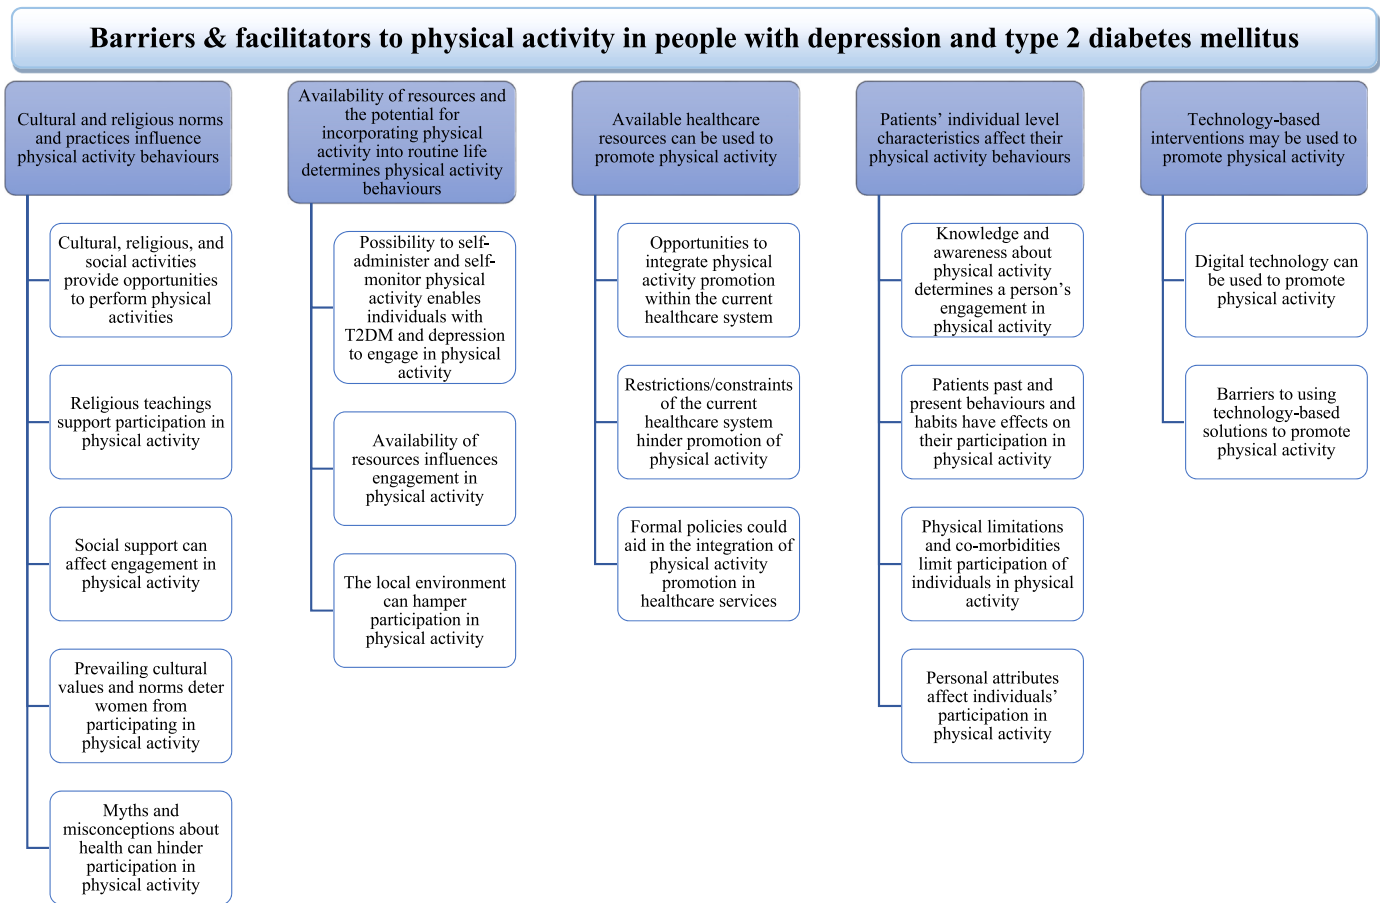 Barriers & facilitators to physical activity in people with depression and type 2 diabetes mellitus
Cultural and religious norms
and practices influence
physical activity behaviours
Cultural, religious, and
social activities
provide opportunities
to perform physical
activities
Religious teachings
support participation in
physical activity
Social support can
affect engagement in
physical activity
Prevailing cultural
values and norms deter
women from
participating in
physical activity
Myths and
misconceptions about
health can hinder
participation in
physical activity
Availability of resources and
the potential for
incorporating physical
activity into routine life
determines physical activity
behaviours
Possibility to self-
administer and self-
monitor physical
activity enables
individuals with
T2DM and depression
to engage in physical
activity
Availability of
resources influences
engagement in
physical activity
The local environment
can hamper
participation in
physical activity
Available healthcare
resources can be used to
promote physical activity
Opportunities to
integrate physical
activity promotion
within the current
healthcare system
Restrictions/constraints
of the current
healthcare system
hinder promotion of
physical activity
Formal policies could
aid in the integration of
physical activity
promotion in
healthcare services
Patients’ individual level
characteristics affect their
physical activity behaviours
Knowledge and
awareness about
physical activity
determines a person’s
engagement in
physical activity
Patients past and
present behaviours and
habits have effects on
their participation in
physical activity
Physical limitations
and co-morbidities
limit participation of
individuals in physical
activity
Personal attributes
affect individuals’
participation in
physical activity
Technology-based
interventions may be used to
promote physical activity
Digital technology can
be used to promote
physical activity
Barriers to using
technology-based
solutions to promote
physical activity